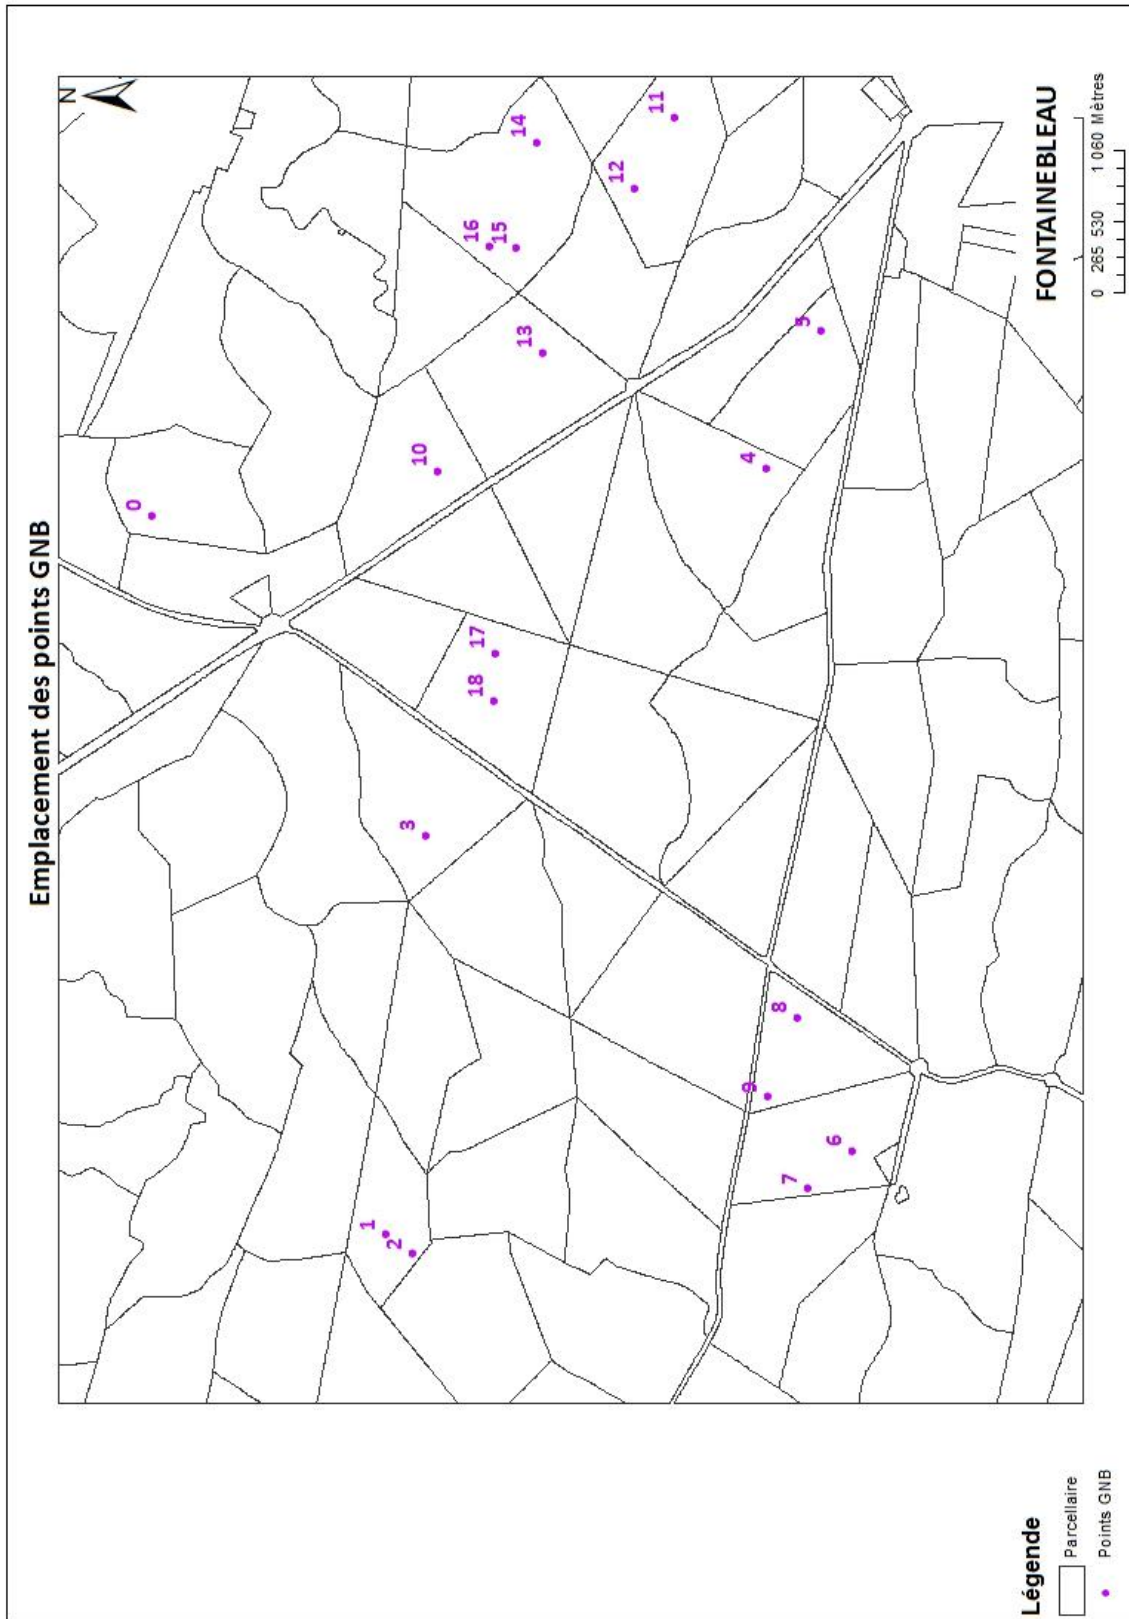 Emplacement des points GNB
N
0
14
11
12
16
15
13
10
5
4
17
18
3
8
9
6
7
1
2
FONTAINEBLEAU
0 265 530 1 060 Mètres
Légende
Parcellaire
Points GNB